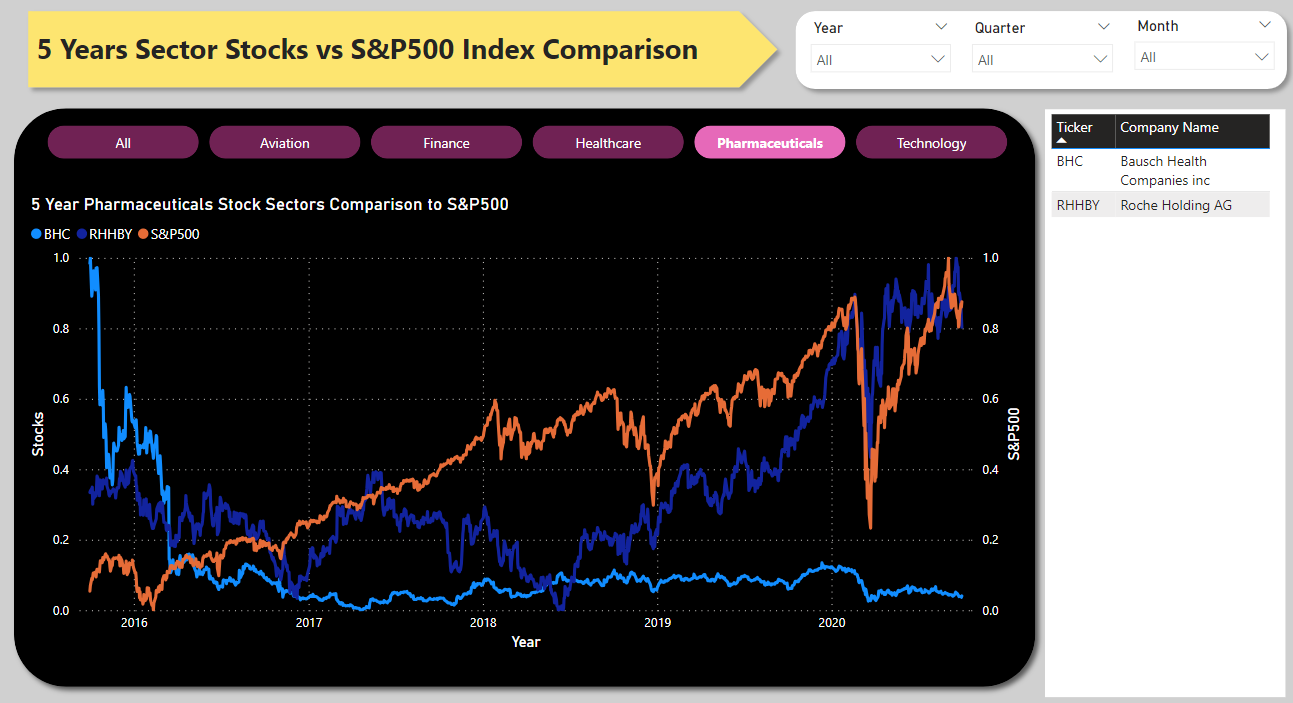 5 Years Sector Stocks vs S&P500 Index Comparison
Year Quarter Month
All All All
All Aviation Finance Healthcare Pharmaceuticals Technology
5 Year Pharmaceuticals Stock Sectors Comparison to S&P500
BHC RHHBY S&P500
1.0 1.0
0.8 0.8
0.6 0.6
Stocks
S&P500
0.4 0.4
0.2 0.2
0.0 0.0
2016 2017 2018 2019 2020
Year
Ticker Company Name
BHC Bausch Health
Companies inc
RHHBY Roche Holding AG